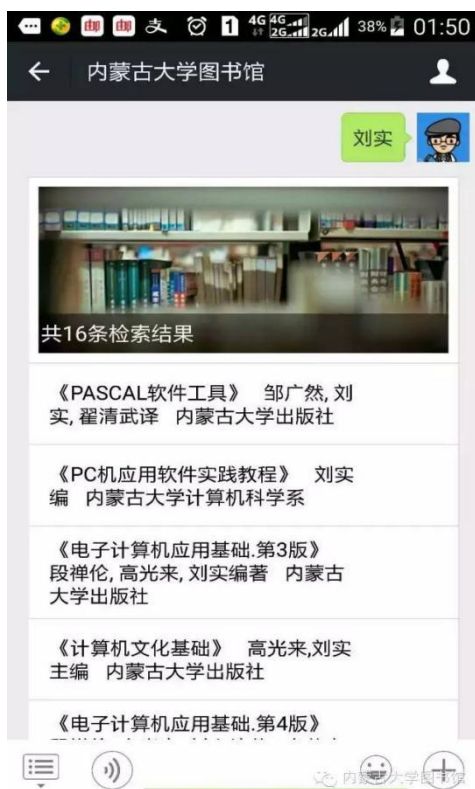 1 4G 4G 2G 2G 38% 01:50
内蒙古大学图书馆
刘实
共16条检索结果
《PASCAL软件工具》 邹广然, 刘
实, 翟清武译 内蒙古大学出版社
《PC机应用软件实践教程》 刘实
编 内蒙古大学计算机科学系
《电子计算机应用基础.第3版》
段禅伦, 高光来, 刘实编著 内蒙古
大学出版社
《计算机文化基础》 高光来,刘实
主编 内蒙古大学出版社
《电子计算机应用基础.第4版》
内蒙古大学图书馆